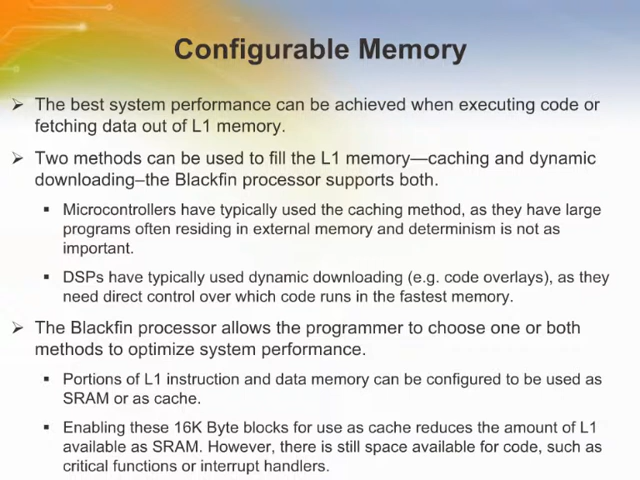 Configurable Memory
➢ The best system performance can be achieved when executing code or
fetching data out of L1 memory.
➢ Two methods can be used to fill the L1 memory—caching and dynamic
downloading–the Blackfin processor supports both.
▪ Microcontrollers have typically used the caching method, as they have large
programs often residing in external memory and determinism is not as
important.
▪ DSPs have typically used dynamic downloading (e.g. code overlays), as they
need direct control over which code runs in the fastest memory.
➢ The Blackfin processor allows the programmer to choose one or both
methods to optimize system performance.
▪ Portions of L1 instruction and data memory can be configured to be used as
SRAM or as cache.
▪ Enabling these 16K Byte blocks for use as cache reduces the amount of L1
available as SRAM. However, there is still space available for code, such as
critical functions or interrupt handlers.